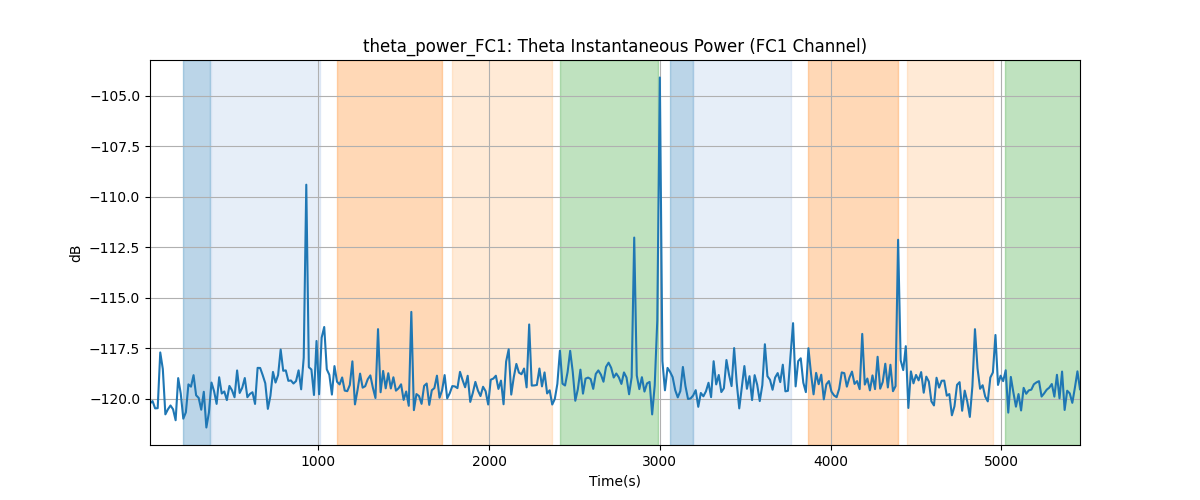 theta_power_FC1: Theta Instantaneous Power (FC1 Channel)
−105.0
−107.5
−110.0
−112.5
−115.0
−117.5
−120.0
dB
1000 2000 3000 4000 5000
Time(s)